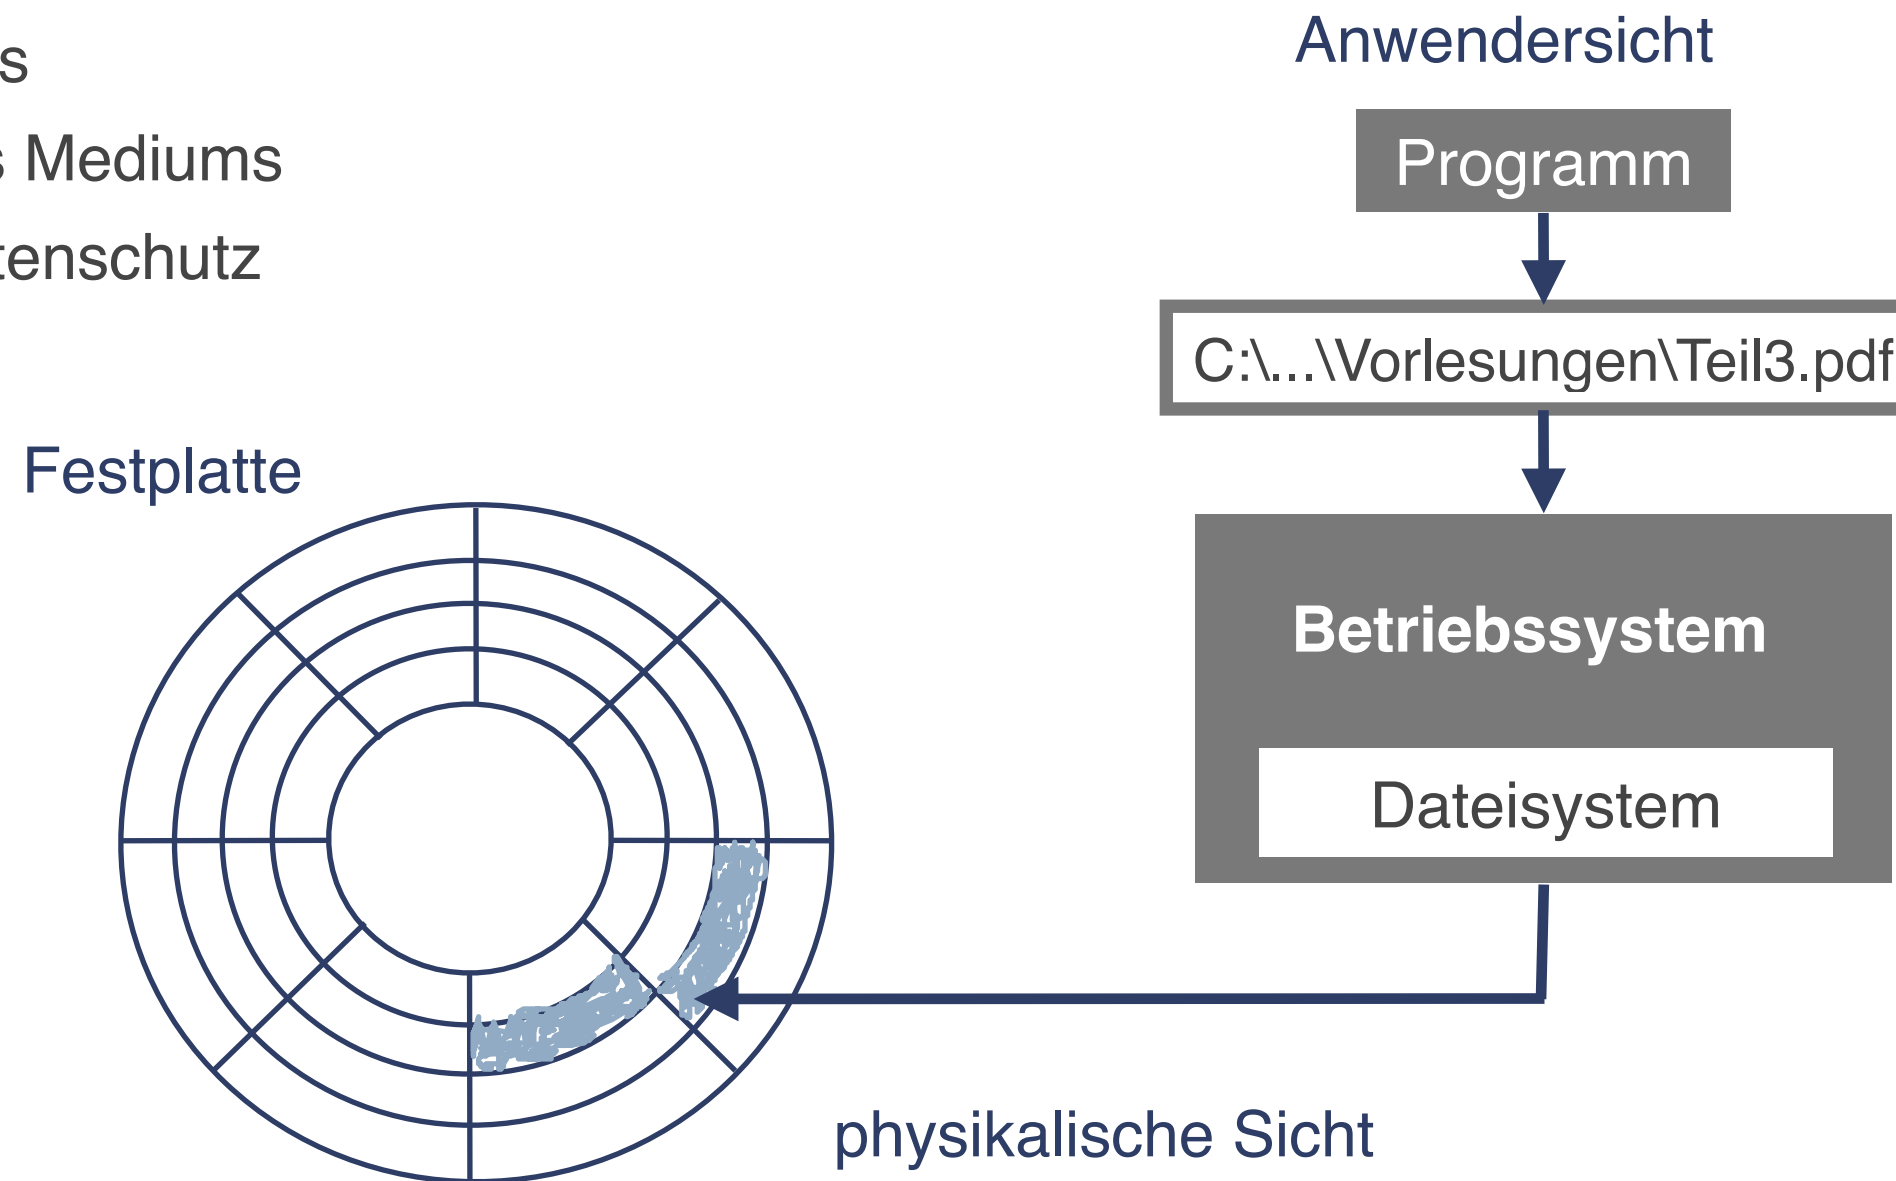 s
s Mediums
tenschutz
Festplatte
Anwendersicht
Programm
C:\...\Vorlesungen\Teil3.pdf
Betriebssystem
Dateisystem
physikalische Sicht